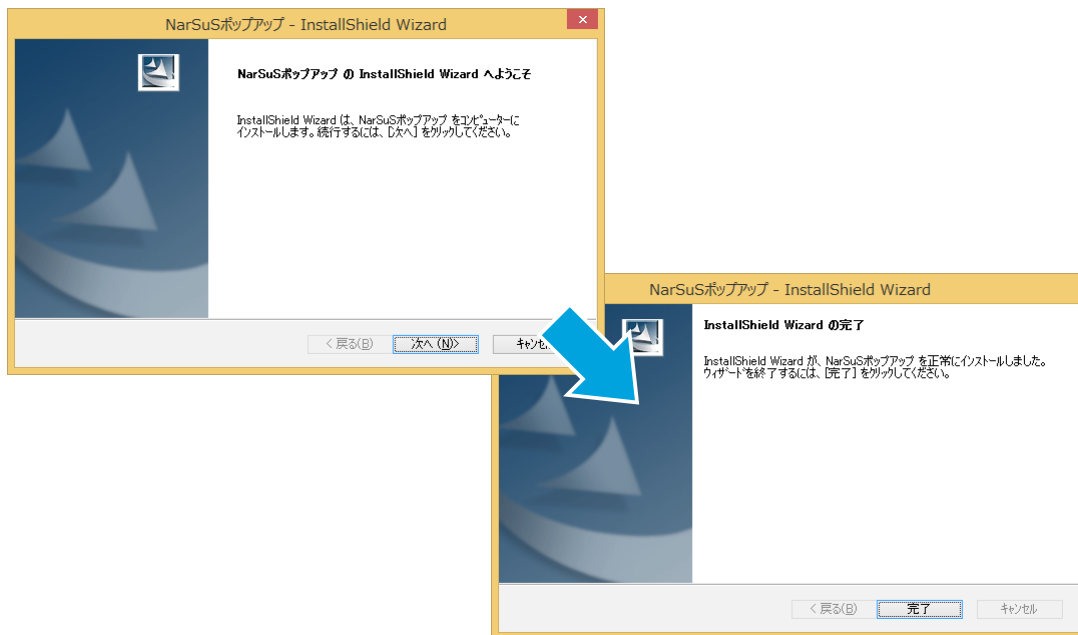 NarSuSポップアップ - InstallShield Wizard
NarSuSポップアップ の InstallShield Wizard へようこそ
InstallShield Wizard は、NarSuSポップアップ をコンピューターに
インストールします。続行するには、[次へ] をクリックしてください。
< 戻る(B)
次へ (N)>
キャンセ
NarSuSポップアップ - InstallShield Wizard
InstallShield Wizard の完了
InstallShield Wizard が、NarSuSポップアップ を正常にインストールしました。
ウィザードを終了するには、[完了] をクリックしてください。
< 戻る(B)
完了
キャンセル